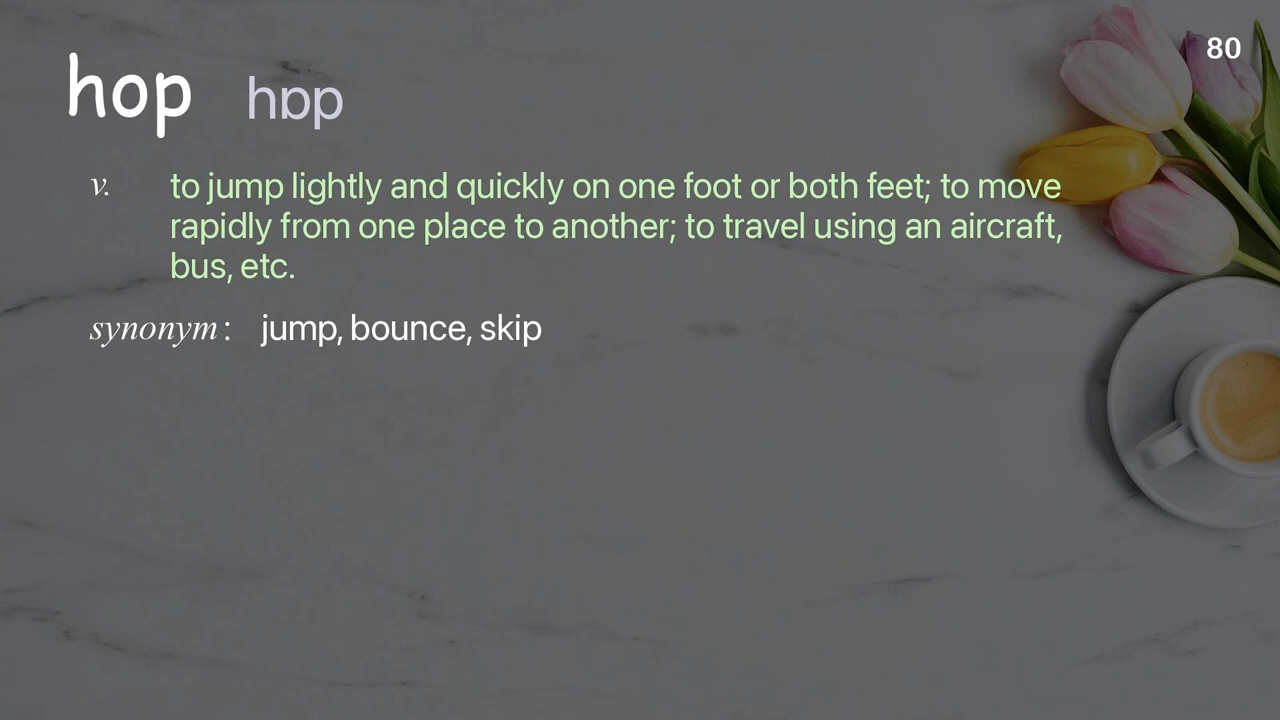 80
hop hɒp
v. to jump lightly and quickly on one foot or both feet; to move
rapidly from one place to another; to travel using an aircraft,
bus, etc.
synonym : jump, bounce, skip